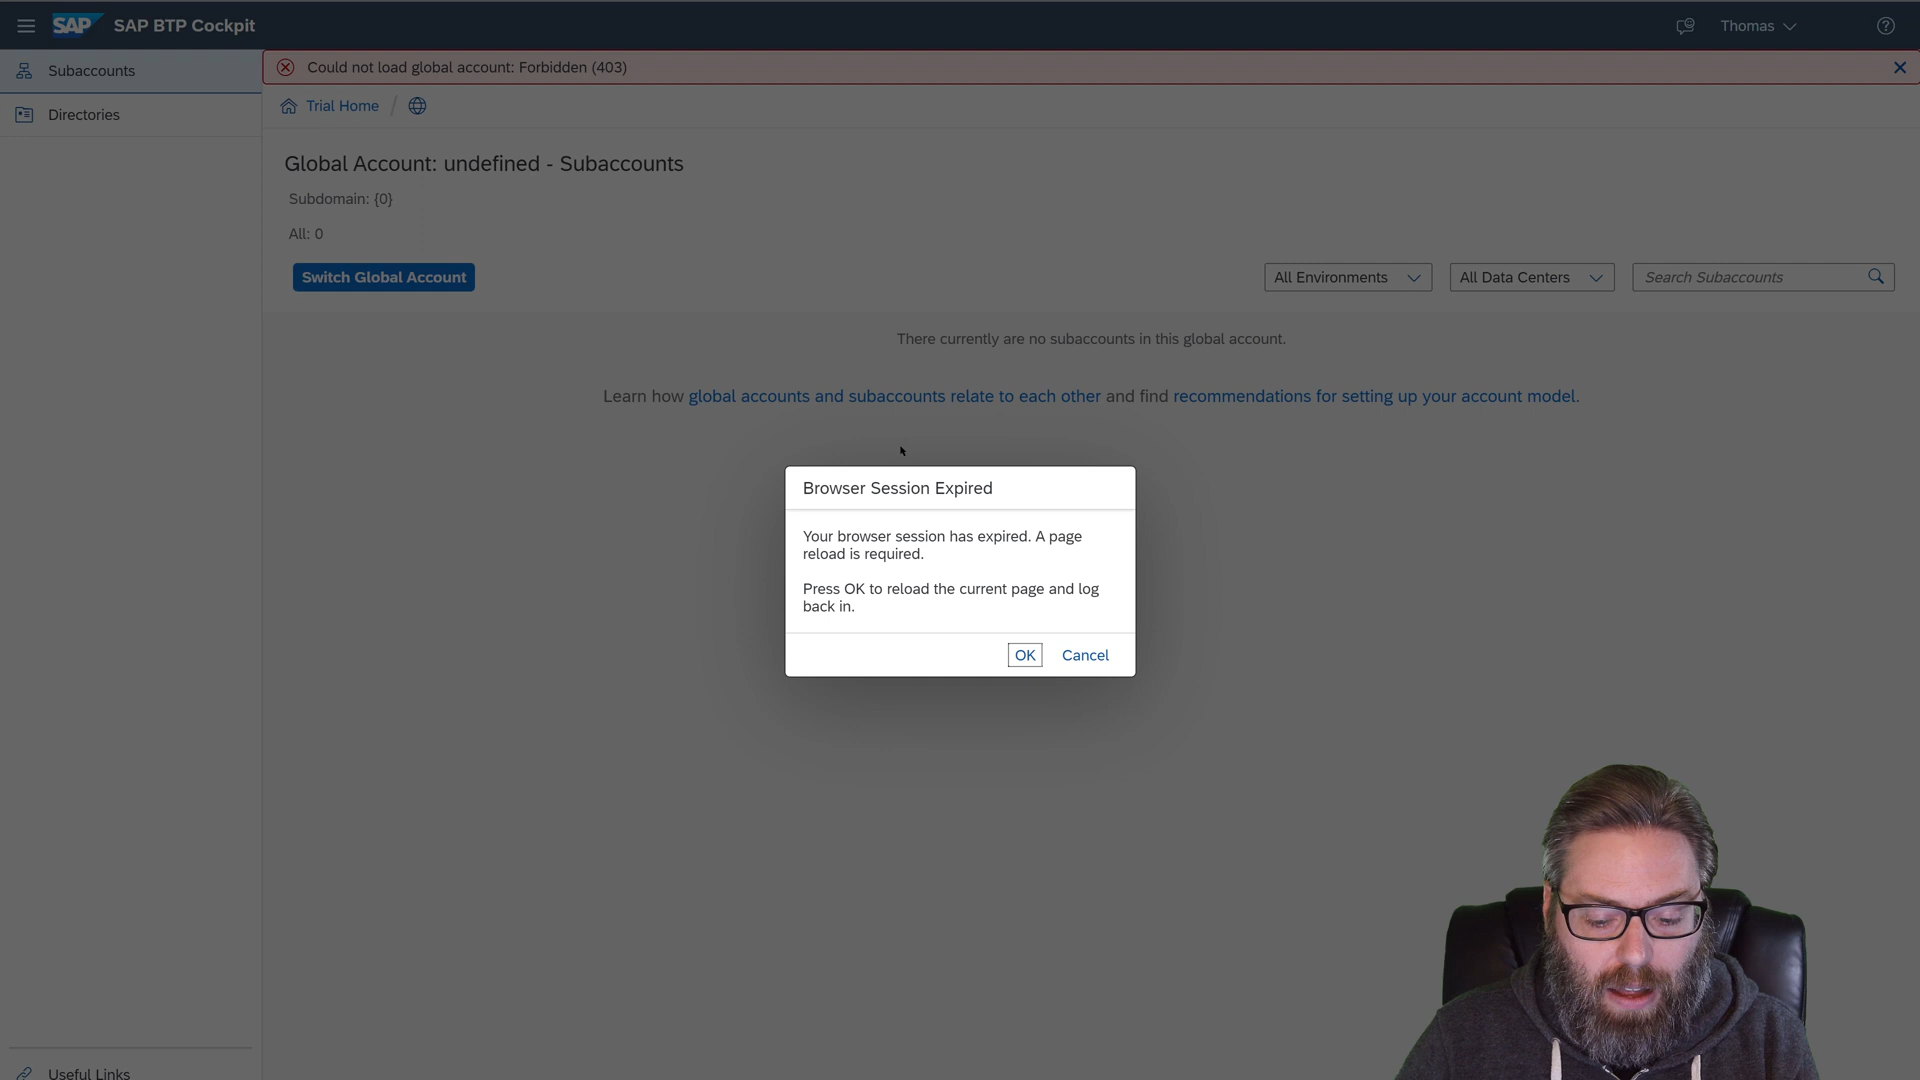 SAP
SAP BTP Cockpit
Thomas
Subaccounts
Directories
Could not load global account: Forbidden (403)
Trial Home /
Global Account: undefined - Subaccounts
Subdomain: {0}
All: 0
Switch Global Account
All Environments
All Data Centers
Search Subaccounts
There currently are no subaccounts in this global account.
Learn how global accounts and subaccounts relate to each other and find recommendations for setting up your account model.
Browser Session Expired
Your browser session has expired. A page
reload is required.
Press OK to reload the current page and log
back in.
OK
Cancel
Useful Links